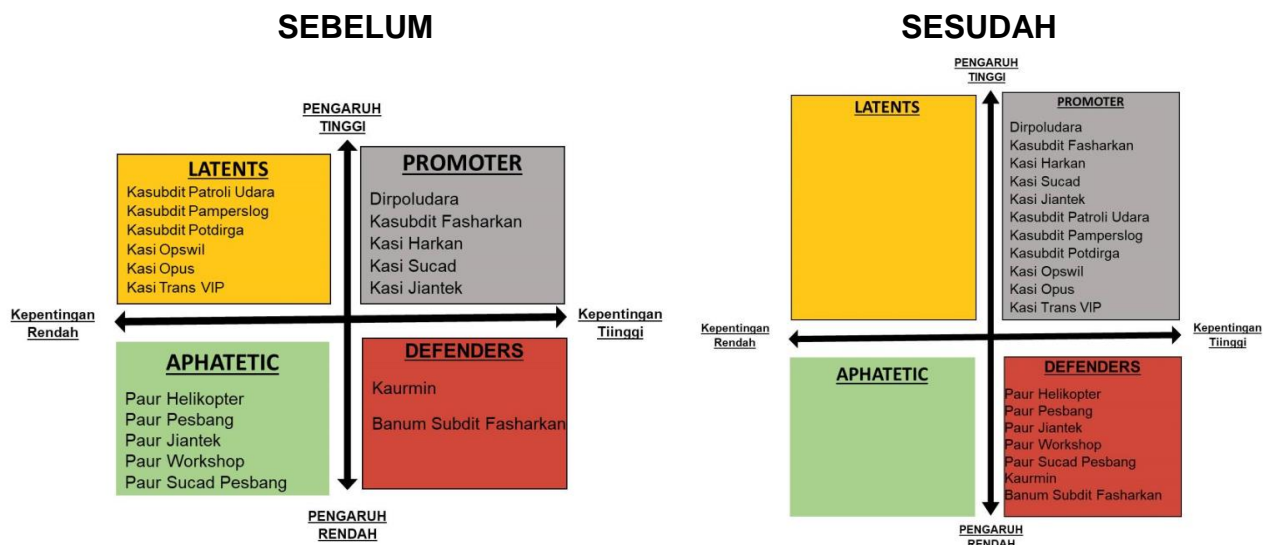 SEBELUM
PENGARUH
TINGGI
LATENTS
Kasubdit Patroli Udara
Kasubdit Pamperslog
Kasubdit Potdirga
Kasi Opswil
Kasi Opus
Kasi Trans VIP
PROMOTER
Dirpoludara
Kasubdit Fasharkan
Kasi Harkan
Kasi Sucad
Kasi Jiantek
Kepentingan
Rendah
Kepentingan
Tiinggi
APHATETIC
Paur Helikopter
Paur Pesbang
Paur Jiantek
Paur Workshop
Paur Sucad Pesbang
DEFENDERS
Kaurmin
Banum Subdit Fasharkan
PENGARUH
RENDAH
SESUDAH
PENGARUH
TINGGI
LATENTS
PROMOTER
Dirpoludara
Kasubdit Fasharkan
Kasi Harkan
Kasi Sucad
Kasi Jiantek
Kasubdit Patroli Udara
Kasubdit Pamperslog
Kasubdit Potdirga
Kasi Opswil
Kasi Opus
Kasi Trans VIP
Kepentingan
Rendah
Kepentingan
Tiinggi
APHATETIC
DEFENDERS
Paur Helikopter
Paur Pesbang
Paur Jiantek
Paur Workshop
Paur Sucad Pesbang
Kaurmin
Banum Subdit Fasharkan
PENGARUH
RENDAH